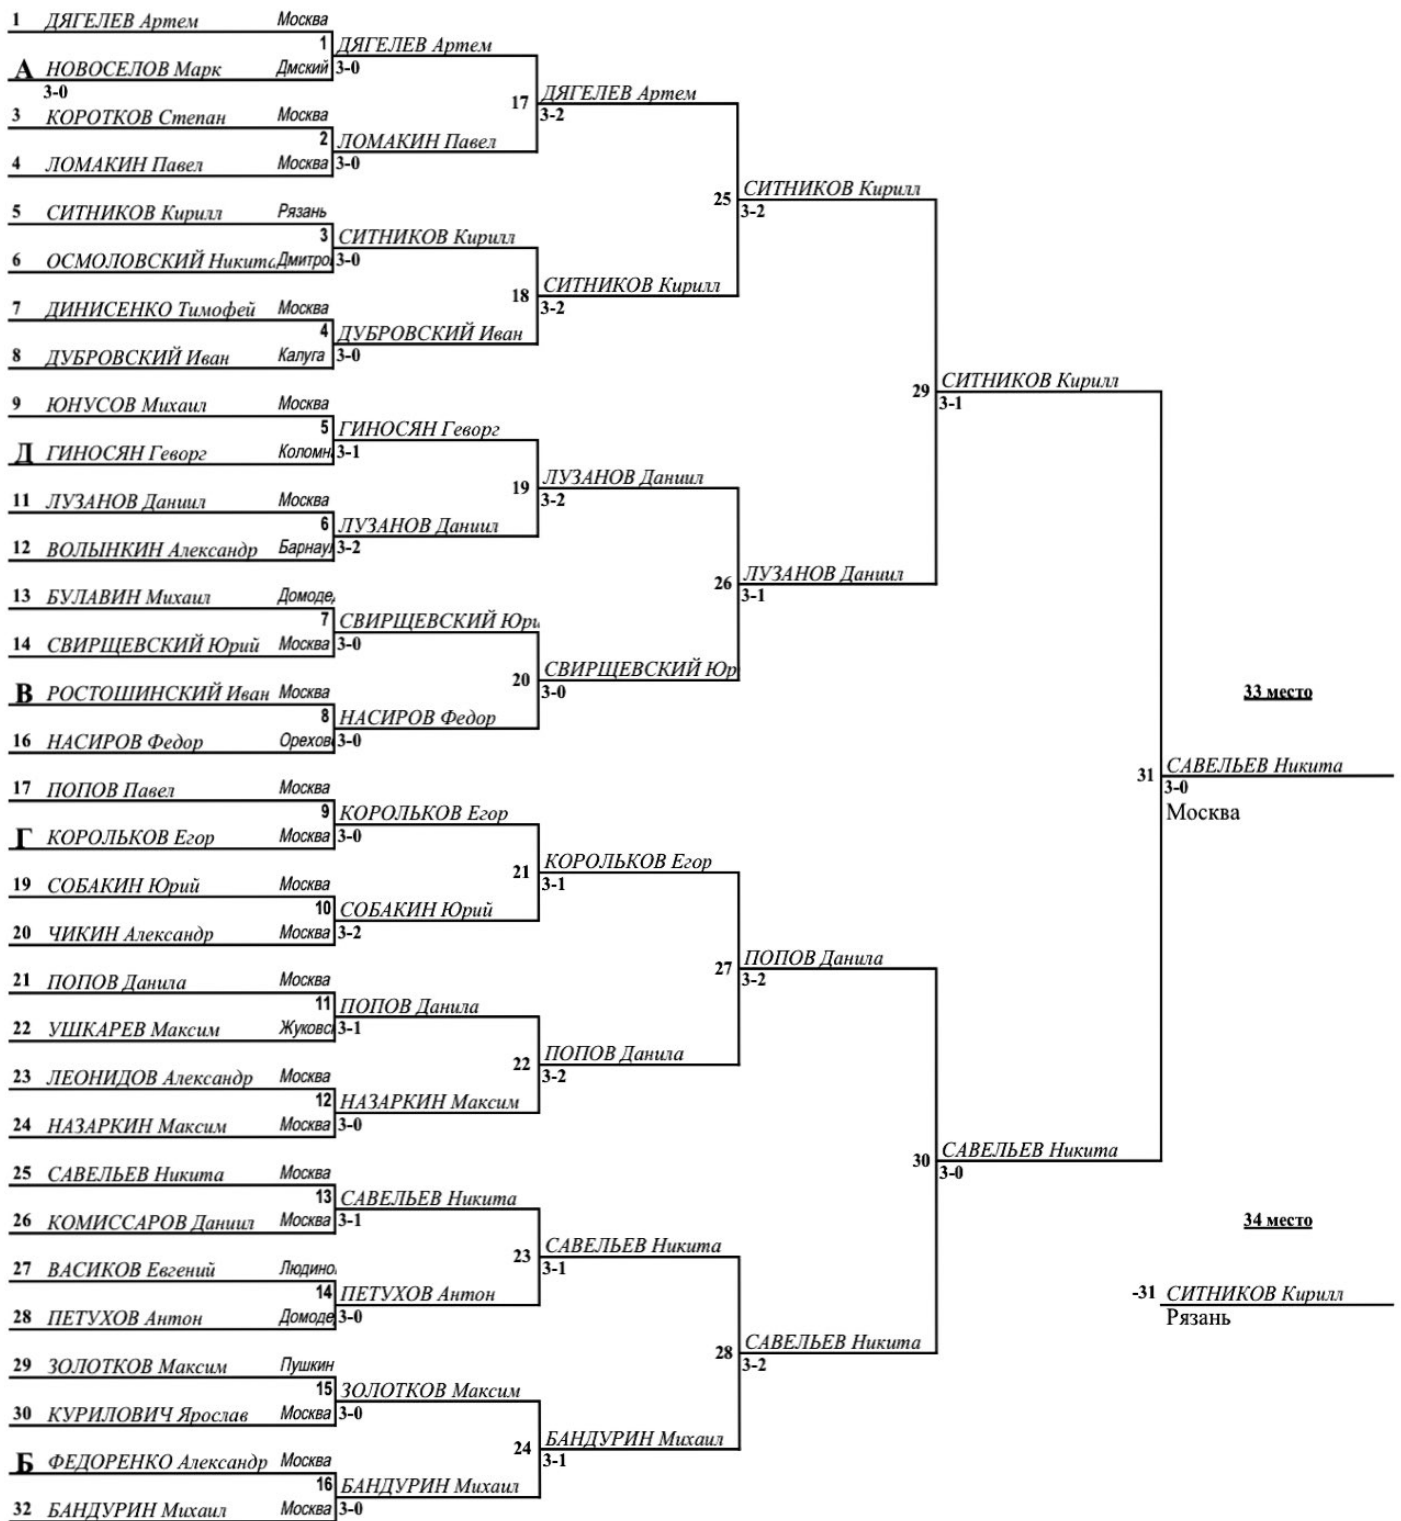 1 ДЯГЕЛЕВ Артем Москва
1 ДЯГЕЛЕВ Артем
А НОВОСЕЛОВ Марк Дмский 3-0
3-0
17 ДЯГЕЛЕВ Артем
3-2
3 КОРОТКОВ Степан Москва
2 ЛОМАКИН Павел
4 ЛОМАКИН Павел Москва 3-0
25 СИТНИКОВ Кирилл
3-2
5 СИТНИКОВ Кирилл Рязань
3 СИТНИКОВ Кирилл
6 ОСМОЛОВСКИЙ Никита Дмитро 3-0
18 СИТНИКОВ Кирилл
3-2
7 ДИНИСЕНКО Тимофей Москва
4 ДУБРОВСКИЙ Иван
8 ДУБРОВСКИЙ Иван Калуга 3-0
29 СИТНИКОВ Кирилл
3-1
9 ЮНУСОВ Михаил Москва
5 ГИНОСЯН Геворг
Д ГИНОСЯН Геворг Коломн 3-1
19 ЛУЗАНОВ Даниил
3-2
11 ЛУЗАНОВ Даниил Москва
6 ЛУЗАНОВ Даниил
12 ВОЛЫНКИН Александр Барнаул 3-2
26 ЛУЗАНОВ Даниил
3-1
13 БУЛАВИН Михаил Домоде
7 СВИРЩЕВСКИЙ Юри
14 СВИРЩЕВСКИЙ Юрий Москва 3-0
20 СВИРЩЕВСКИЙ Юр
3-0
В РОСТОШИНСКИЙ Иван Москва
33 место
8 НАСИРОВ Федор
16 НАСИРОВ Федор Орехов 3-0
31 САВЕЛЬЕВ Никита
3-0
Москва
17 ПОПОВ Павел Москва
9 КОРОЛЬКОВ Егор
Г КОРОЛЬКОВ Егор Москва 3-0
21 КОРОЛЬКОВ Егор
3-1
19 СОБАКИН Юрий Москва
10 СОБАКИН Юрий
20 ЧИКИН Александр Москва 3-2
27 ПОПОВ Данила
3-2
21 ПОПОВ Данила Москва
11 ПОПОВ Данила
22 УШКАРЕВ Максим Жуковс 3-1
22 ПОПОВ Данила
3-2
23 ЛЕОНИДОВ Александр Москва
12 НАЗАРКИН Максим
24 НАЗАРКИН Максим Москва 3-0
30 САВЕЛЬЕВ Никита
3-0
25 САВЕЛЬЕВ Никита Москва
13 САВЕЛЬЕВ Никита
26 КОМИССАРОВ Даниил Москва 3-1
34 место
23 САВЕЛЬЕВ Никита
3-1
27 ВАСИКОВ Евгений Людино
14 ПЕТУХОВ Антон
28 ПЕТУХОВ Антон Домоде 3-0
-31 СИТНИКОВ Кирилл
Рязань
28 САВЕЛЬЕВ Никита
3-2
29 ЗОЛОТКОВ Максим Пушкин
15 ЗОЛОТКОВ Максим
30 КУРИЛОВИЧ Ярослав Москва 3-0
24 БАНДУРИН Михаил
3-1
Б ФЕДОРЕНКО Александр Москва
16 БАНДУРИН Михаил
32 БАНДУРИН Михаил Москва 3-0